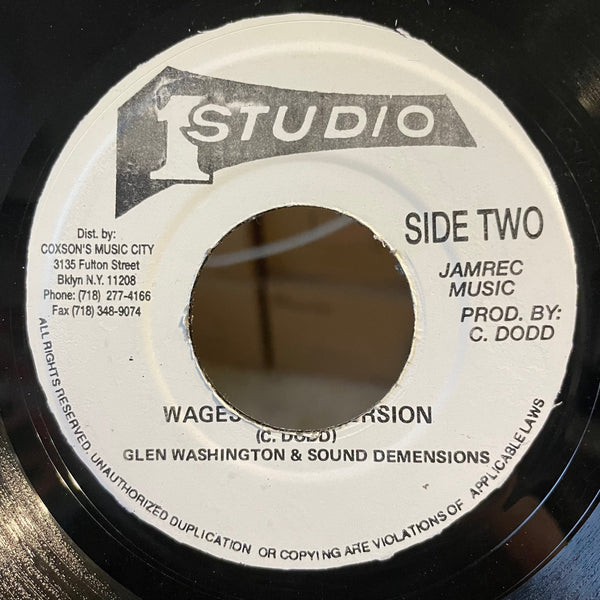 1 STUDIO
Dist. by:
COXSON'S MUSIC CITY
3135 Fulton Street
Bklyn N.Y. 11208
Phone: (718) 277-4166
Fax (718) 348-9074
SIDE TWO
JAMREC
MUSIC
PROD. BY:
C. DODD
WAGES
(C. DODD)
GLEN WASHINGTON & SOUND DEMENSIONS
ALL RIGHTS RESERVED. UNAUTHORIZED DUPLICATION OR COPYING ARE VIOLATIONS OF APPLICABLE LAWS